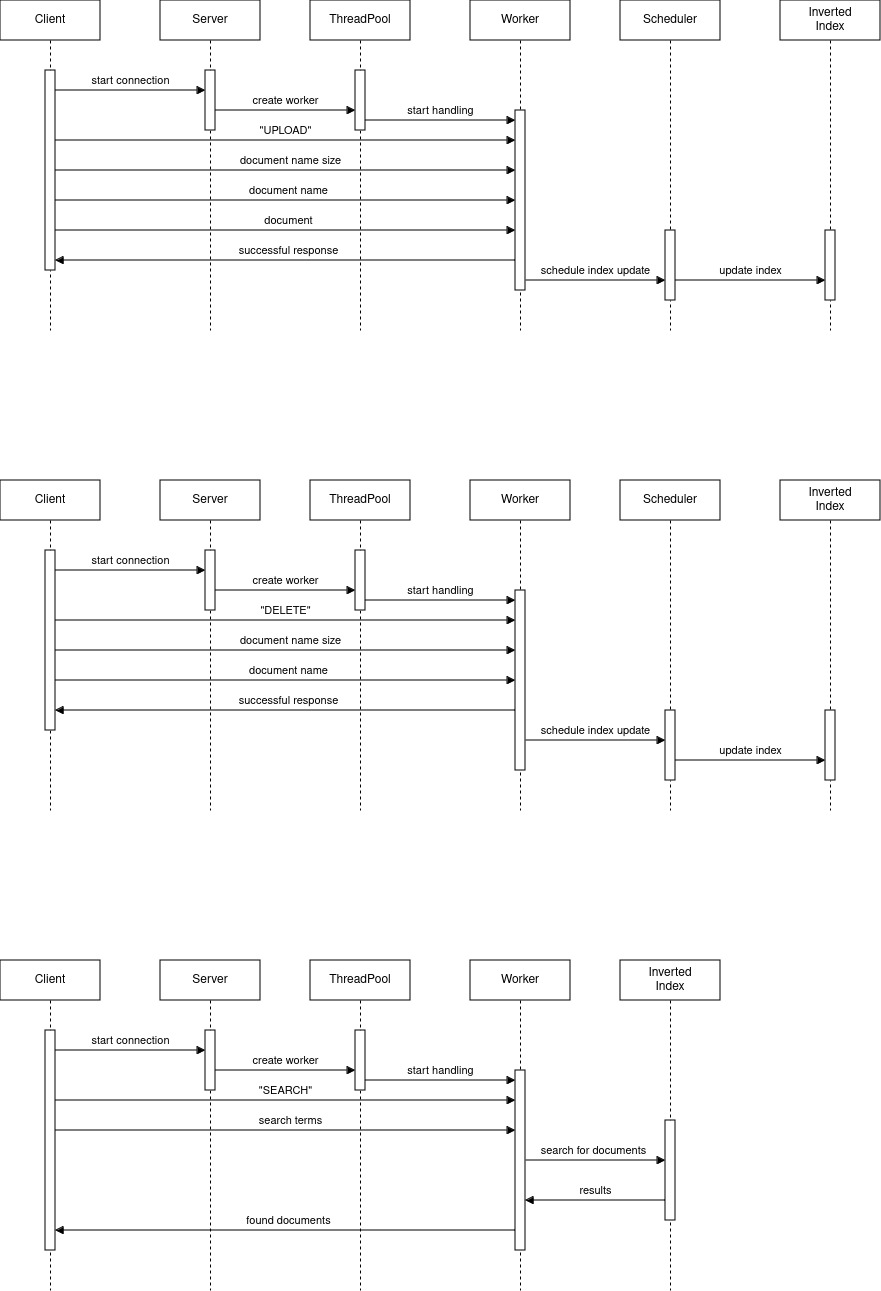 Client
Server
ThreadPool
Worker
Scheduler
Inverted
Index
start connection
create worker
start handling
"UPLOAD"
document name size
document name
document
successful response
schedule index update
update index
Client
Server
ThreadPool
Worker
Scheduler
Inverted
Index
start connection
create worker
start handling
"DELETE"
document name size
document name
successful response
schedule index update
update index
Client
Server
ThreadPool
Worker
Inverted
Index
start connection
create worker
start handling
"SEARCH"
search terms
search for documents
results
found documents